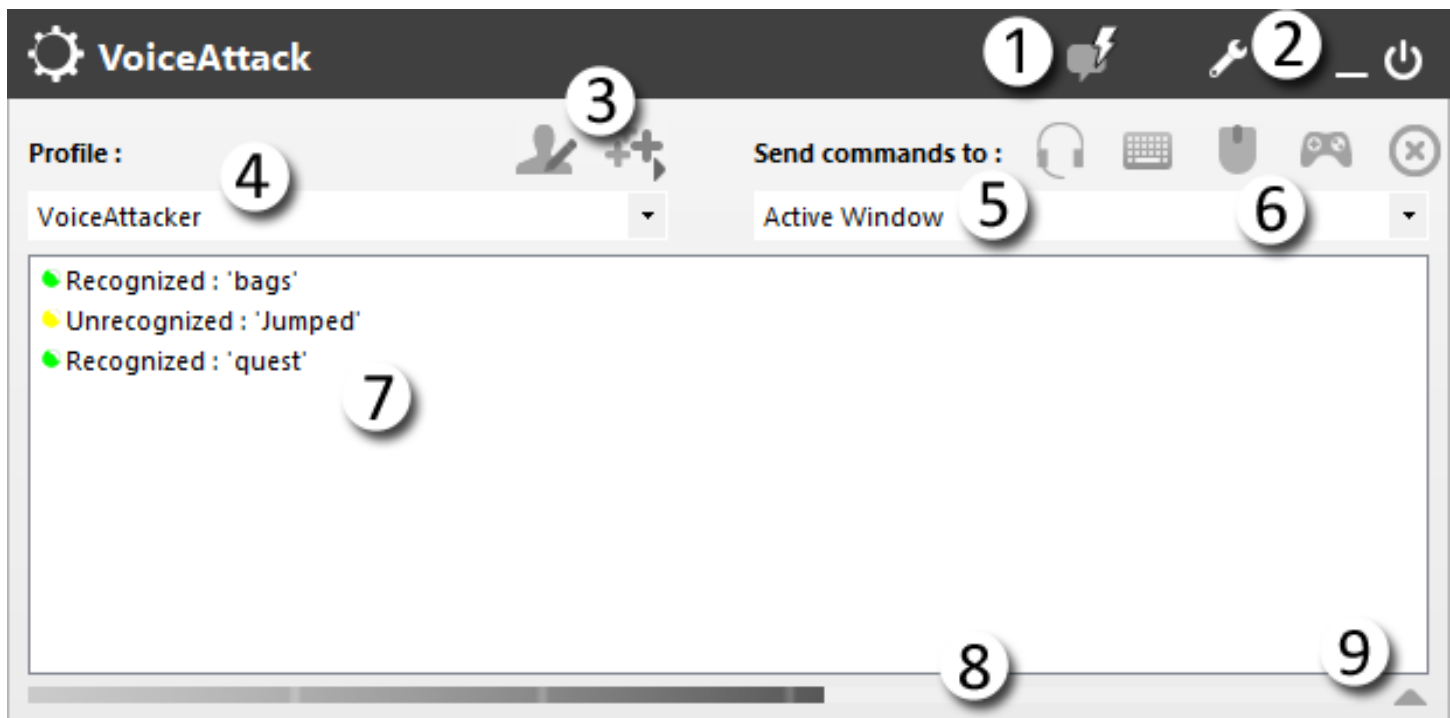 VoiceAttack
1
2
3
Profile :
4
Send commands to :
VoiceAttacker
Active Window
5
6
Recognized : 'bags'
Unrecognized : 'Jumped'
Recognized : 'quest'
7
8
9